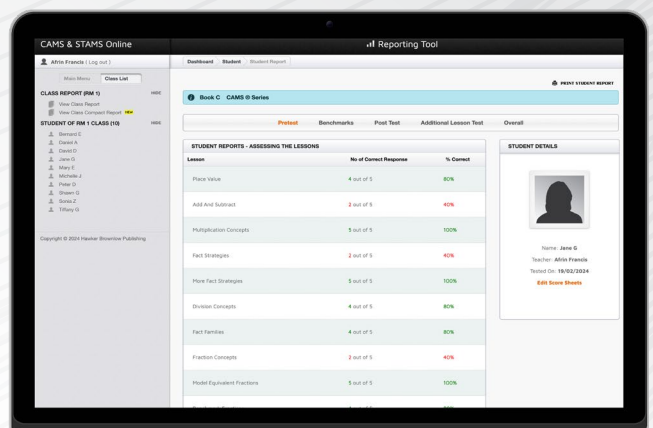 CAMS & STAMS Online
Reporting Tool
Afrin Francis ( Log out )
Dashboard Student Student Report
Main Menu Class List
PRINT STUDENT REPORT
CLASS REPORT (RM 1) HIDE
View Class Report
View Class Compact Report NEW
STUDENT OF RM 1 CLASS (10) HIDE
Bernard E
Daniel A
David D
Jane G
Mary E
Michelle J
Peter D
Shawn G
Sonia Z
Tiffany G
Copyright © 2024 Hawker Brownlow Publishing
Book C CAMS ® Series
Pretest Benchmarks Post Test Additional Lesson Test Overall
STUDENT REPORTS - ASSESSING THE LESSONS
Lesson No of Correct Response % Correct
Place Value 4 out of 5 80%
Add And Subtract 2 out of 5 40%
Multiplication Concepts 5 out of 5 100%
Fact Strategies 2 out of 5 40%
More Fact Strategies 5 out of 5 100%
Division Concepts 4 out of 5 80%
Fact Families 4 out of 5 80%
Fraction Concepts 2 out of 5 40%
Model Equivalent Fractions 5 out of 5 100%
STUDENT DETAILS
Name : Jane G
Teacher: Afrin Francis
Tested On: 19/02/2024
Edit Score Sheets